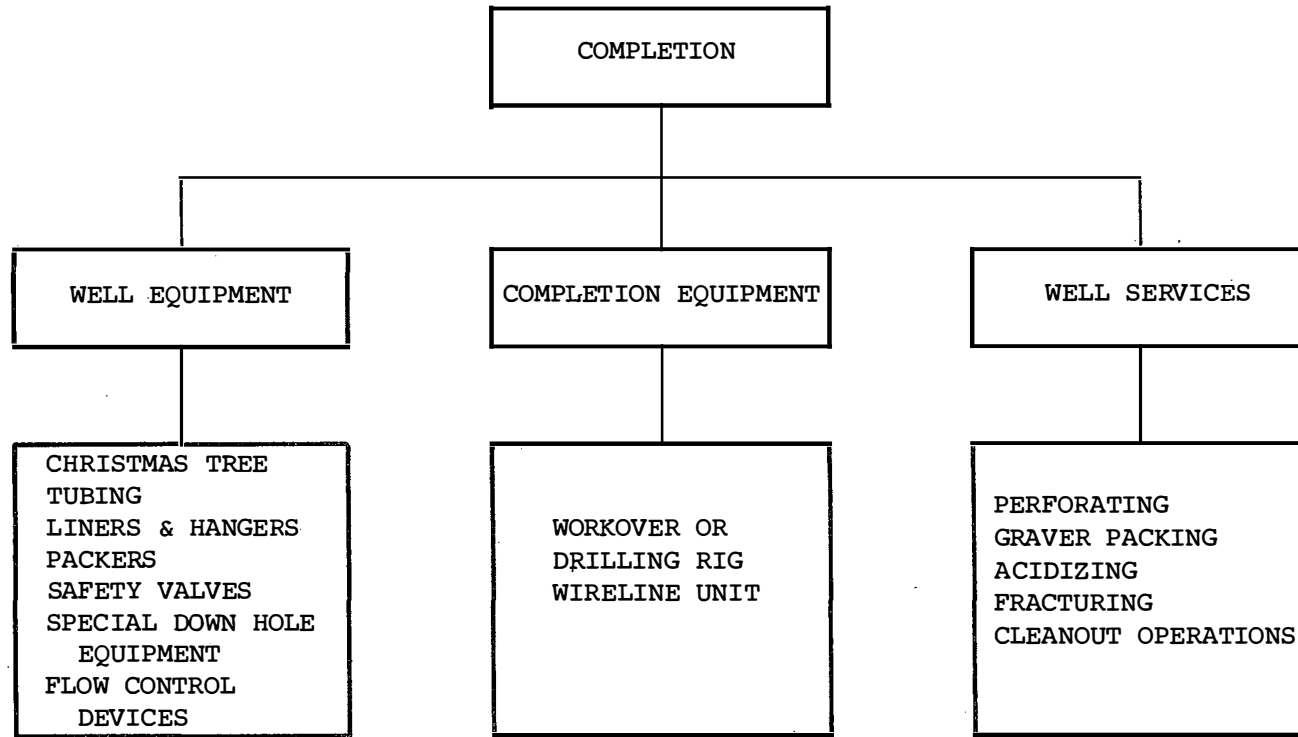 COMPLETION
WELL EQUIPMENT
COMPLETION EQUIPMENT
WELL SERVICES
CHRISTMAS TREE
TUBING
LINERS & HANGERS
PACKERS
SAFETY VALVES
SPECIAL DOWN HOLE
EQUIPMENT
FLOW CONTROL
DEVICES
WORKOVER OR
DRILLING RIG
WIRELINE UNIT
PERFORATING
GRAVER PACKING
ACIDIZING
FRACTURING
CLEANOUT OPERATIONS